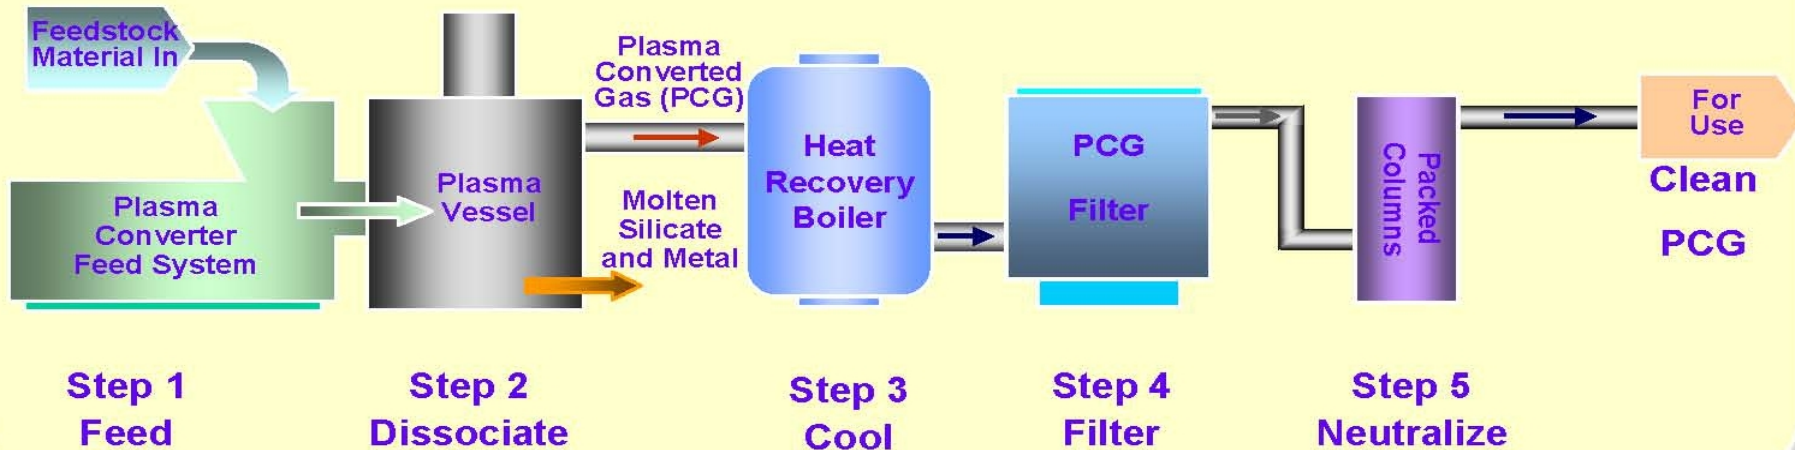 Feedstock
Material In
Plasma
Converter
Feed System
Plasma
Vessel
Plasma
Converted
Gas (PCG)
Molten
Silicate
and Metal
Heat
Recovery
Boiler
PCG
Filter
Packed
Columns
For
Use
Clean
PCG
Step 1
Feed
Step 2
Dissociate
Step 3
Cool
Step 4
Filter
Step 5
Neutralize